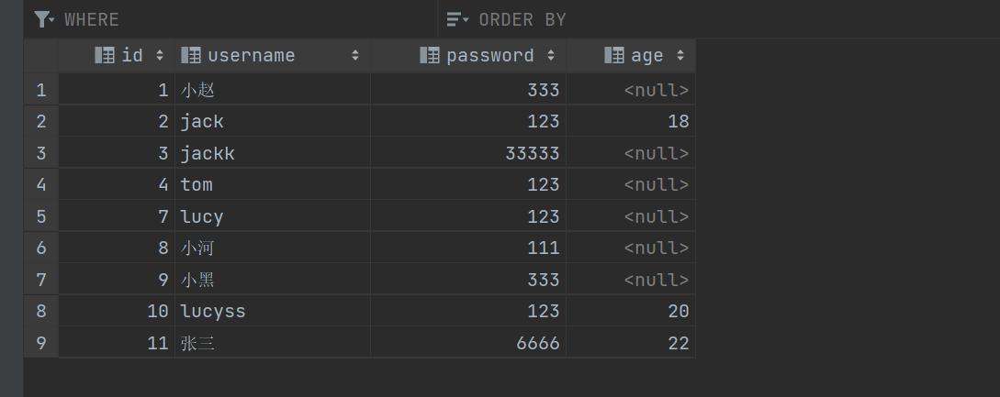 WHERE ORDER BY
id username password age
1 1 小赵 333 <null>
2 2 jack 123 18
3 3 jackk 33333 <null>
4 4 tom 123 <null>
5 7 lucy 123 <null>
6 8 小河 111 <null>
7 9 小黑 333 <null>
8 10 lucyss 123 20
9 11 张三 6666 22